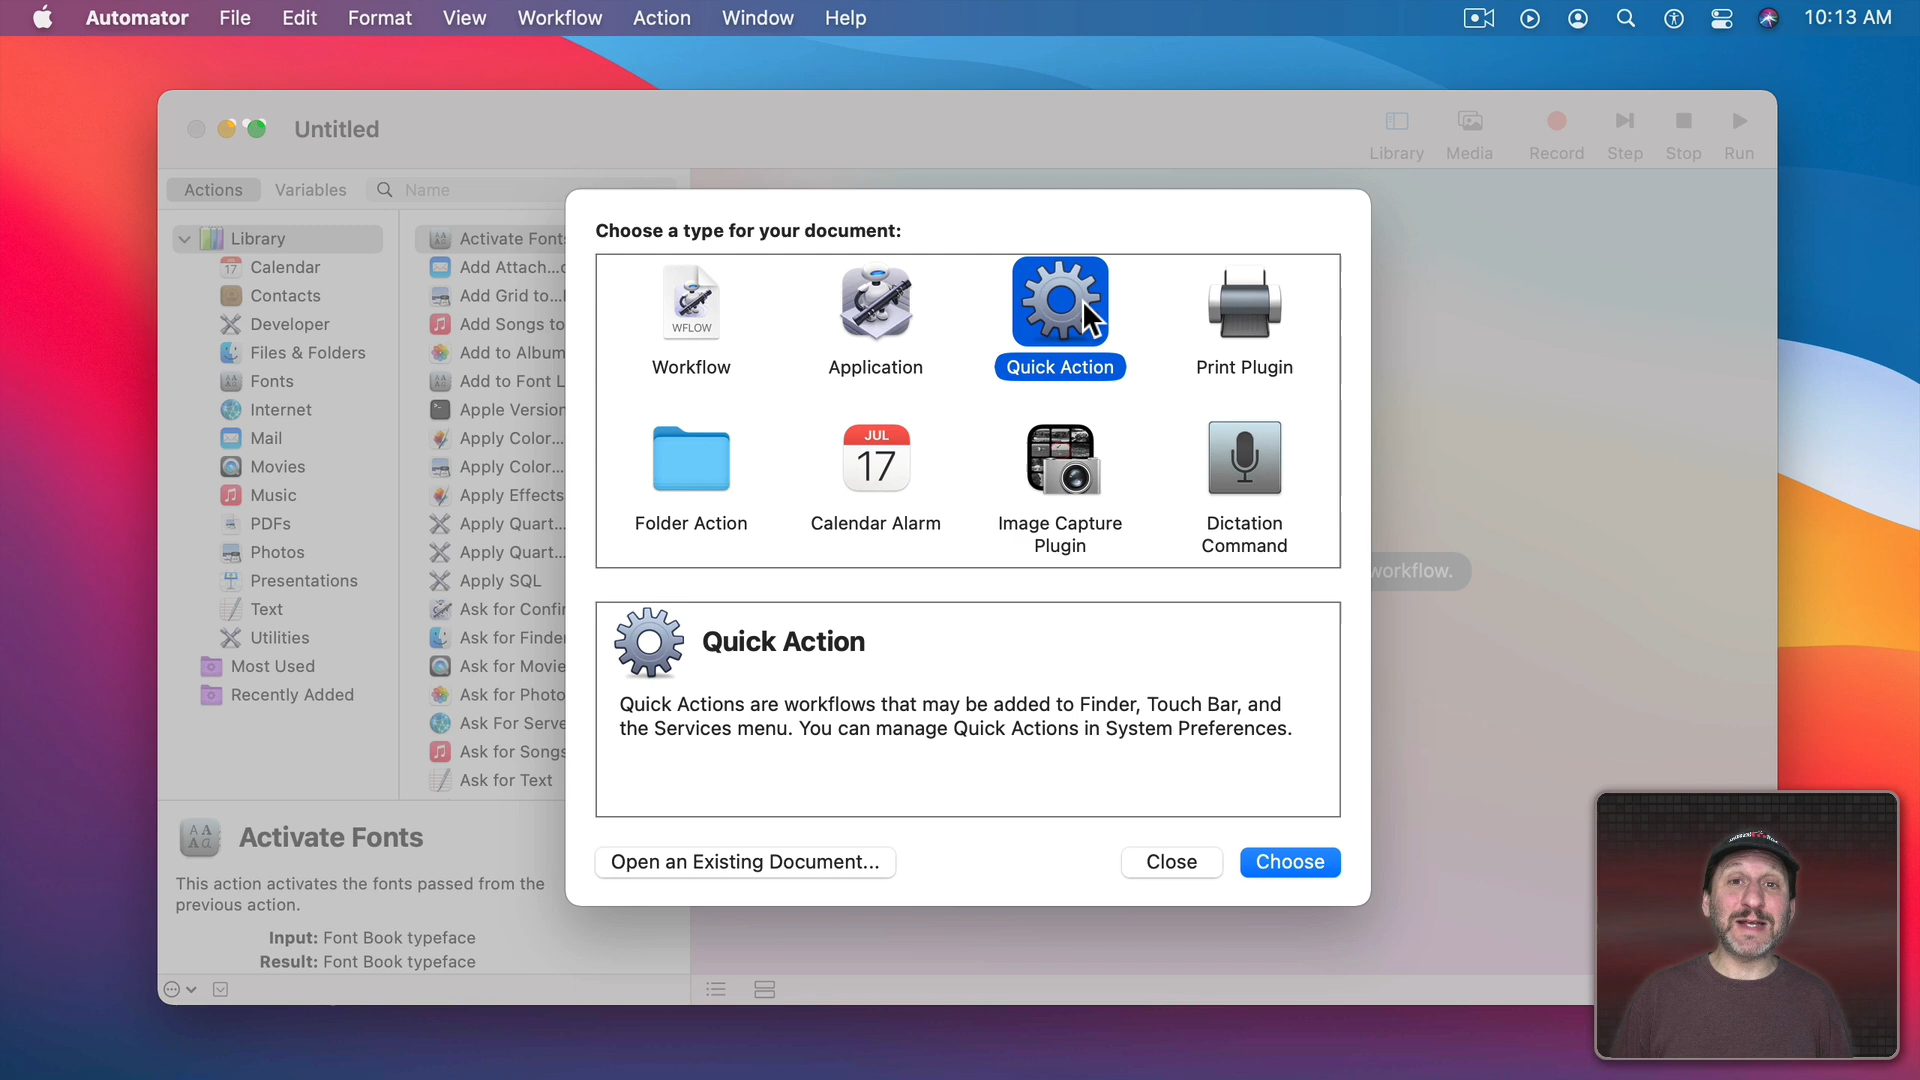 Automator File Edit Format View Workflow Action Window Help 10:13 AM
Untitled
Library Media Record Step Stop Run
Actions Variables Name
Choose a type for your document:
Library
Calendar
Contacts
Developer
Files & Folders
Fonts
Internet
Mail
Movies
Music
PDFs
Photos
Presentations
Text
Utilities
Most Used
Recently Added
Activate Font
Add Attach...
Add Grid to...
Add Songs to
Add to Album
Add to Font L
Apple Version
Apply Color...
Apply Color...
Apply Effects
Apply Quart...
Apply Quart...
Apply SQL
Ask for Confi
Ask for Finde
Ask for Movie
Ask for Photo
Ask For Serve
Ask for Songs
Ask for Text
WFLOW
Workflow Application Quick Action Print Plugin
JUL
17
Folder Action Calendar Alarm Image Capture Plugin Dictation Command
workflow.
Quick Action
Quick Actions are workflows that may be added to Finder, Touch Bar, and
the Services menu. You can manage Quick Actions in System Preferences.
Open an Existing Document... Close Choose
Activate Fonts
This action activates the fonts passed from the
previous action.
Input: Font Book typeface
Result: Font Book typeface